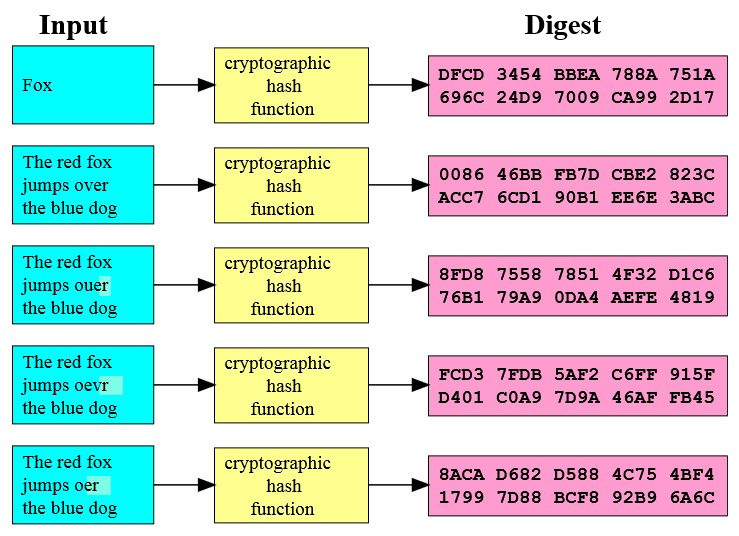 Input
Digest
Fox
cryptographic
hash
function
DFCD 3454 BBEA 788A 751A
696C 24D9 7009 CA99 2D17
The red fox
jumps over
the blue dog
cryptographic
hash
function
0086 46BB FB7D CBE2 823C
ACC7 6CD1 90B1 EE6E 3ABC
The red fox
jumps ouer
the blue dog
cryptographic
hash
function
8FD8 7558 7851 4F32 D1C6
76B1 79A9 0DA4 AEFE 4819
The red fox
jumps oevr
the blue dog
cryptographic
hash
function
FCD3 7FDB 5AF2 C6FF 915F
D401 C0A9 7D9A 46AF FB45
The red fox
jumps oer
the blue dog
cryptographic
hash
function
8ACA D682 D588 4C75 4BF4
1799 7D88 BCF8 92B9 6A6C